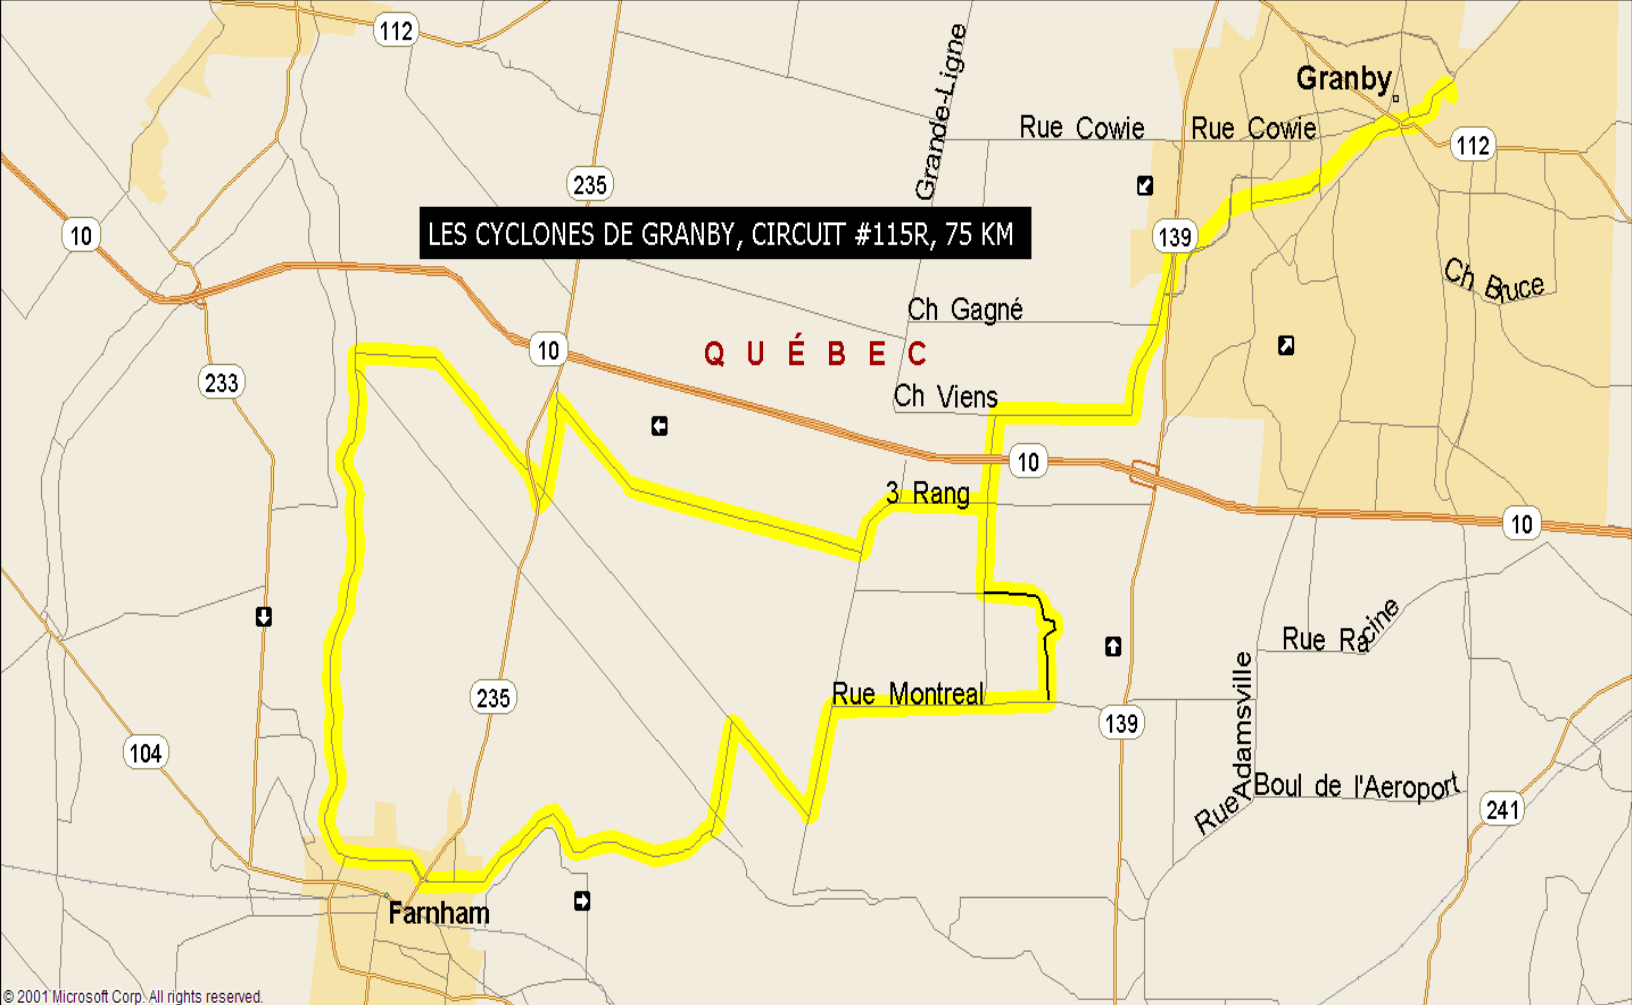 112
Grande-Ligne
Granby
Rue Cowie
Rue Cowie
112
235
10
LES CYCLONES DE GRANBY, CIRCUIT #115R, 75 KM
139
Ch Bruce
Ch Gagné
QUÉBEC
10
233
Ch Viens
10
3 Rang
10
Rue Racine
Rue Montreal
235
139
104
Rue Adamsville
Boul de l'Aeroport
241
Farnham
© 2001 Microsoft Corp. All rights reserved.